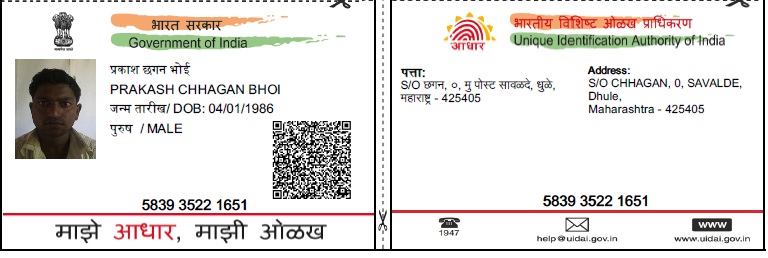 भारत सरकार
Government of India
प्रकाश छगन भोई
PRAKASH CHHAGAN BHOI
जन्म तारीख/ DOB: 04/01/1986
पुरुष / MALE
5839 3522 1651
माझे आधार, माझी ओळख
आधार
भारतीय विशिष्ट ओळख प्राधिकरण
Unique Identification Authority of India
पत्ता:
S/O छगन, ०, मु पोस्ट सावळदे, धुळे,
महाराष्ट्र - 425405
Address:
S/O CHHAGAN, 0, SAVALDE,
Dhule,
Maharashtra - 425405
5839 3522 1651
1947
help@uidai.gov.in
www
www.uidai.gov.in